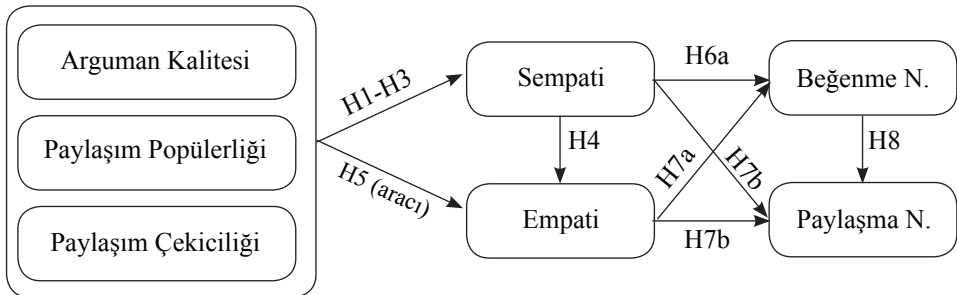 Arguman Kalitesi
Paylaşım Popülerliği
Paylaşım Çekiciliği
H1-H3
H5 (aracı)
Sempati
H4
Empati
H6a
H7a
H7b
H7b
Beğenme N.
H8
Paylaşma N.